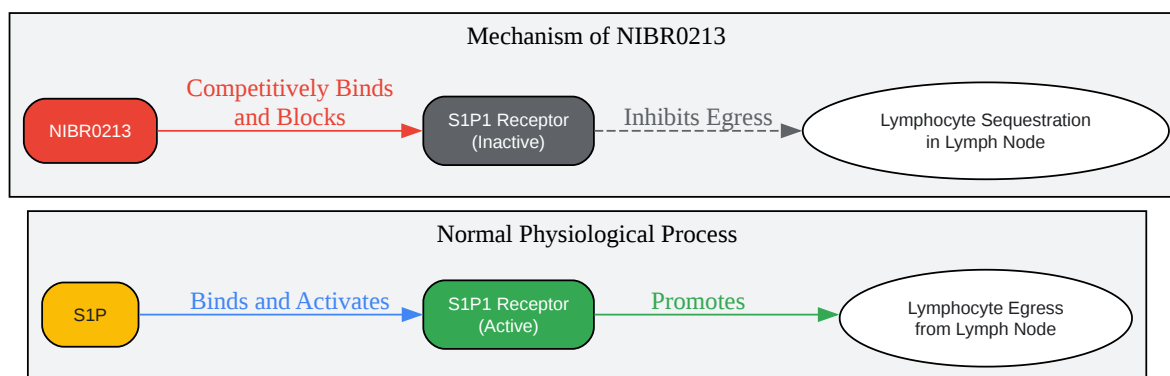 Mechanism of NIBR0213
NIBR0213
Competitively Binds
and Blocks
S1P1 Receptor
(Inactive)
Inhibits Egress
Lymphocyte Sequestration
in Lymph Node
Normal Physiological Process
S1P
Binds and Activates
S1P1 Receptor
(Active)
Promotes
Lymphocyte Egress
from Lymph Node